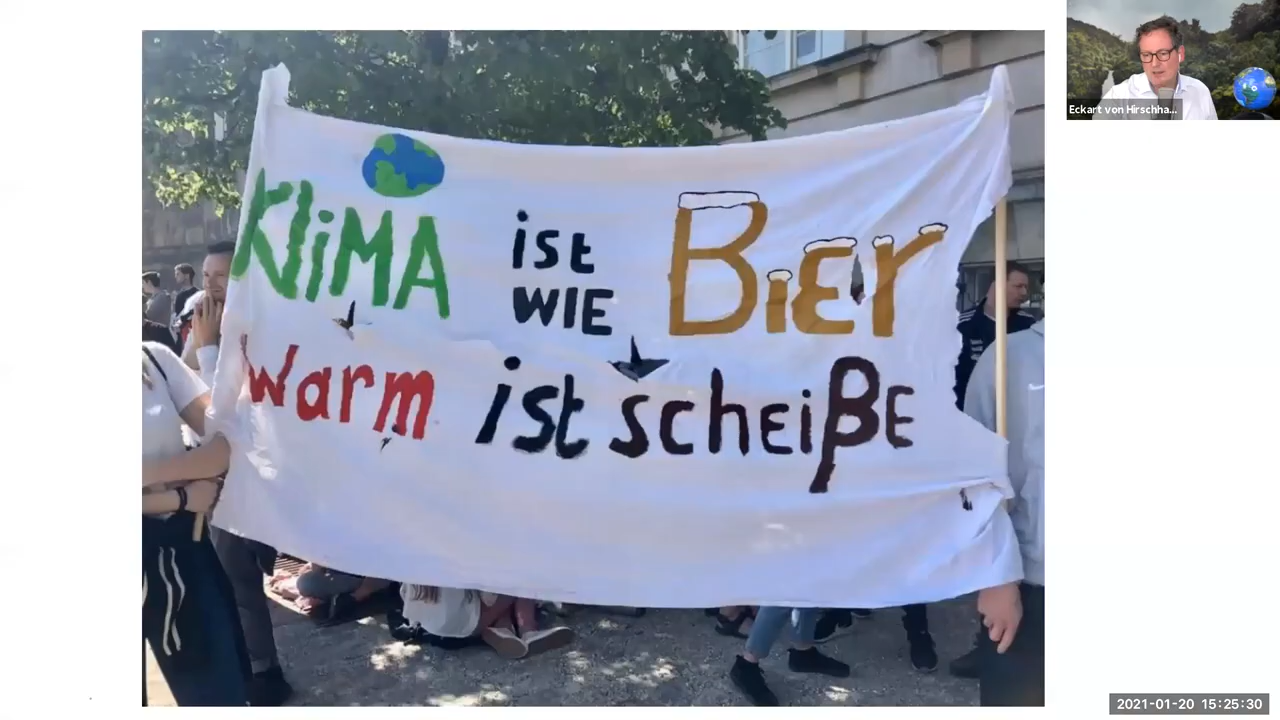 KliMA ist WIE BiEr
Warm ist scheißE
Eckart von Hirschha...
2021-01-20 15:25:30